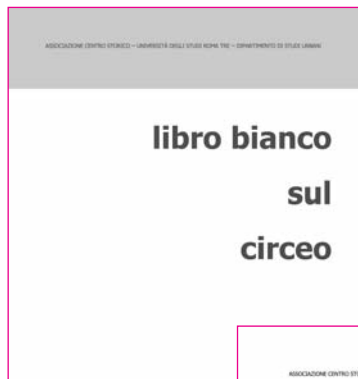 ASSOCIAZIONE CENTRO STORICO – UNIVERSITÀ DEGLI STUDI ROMA TRE – DIPARTIMENTO DI STUDI URBANI
libro bianco
sul
circeo
ASSOCIAZIONE CENTRO STO